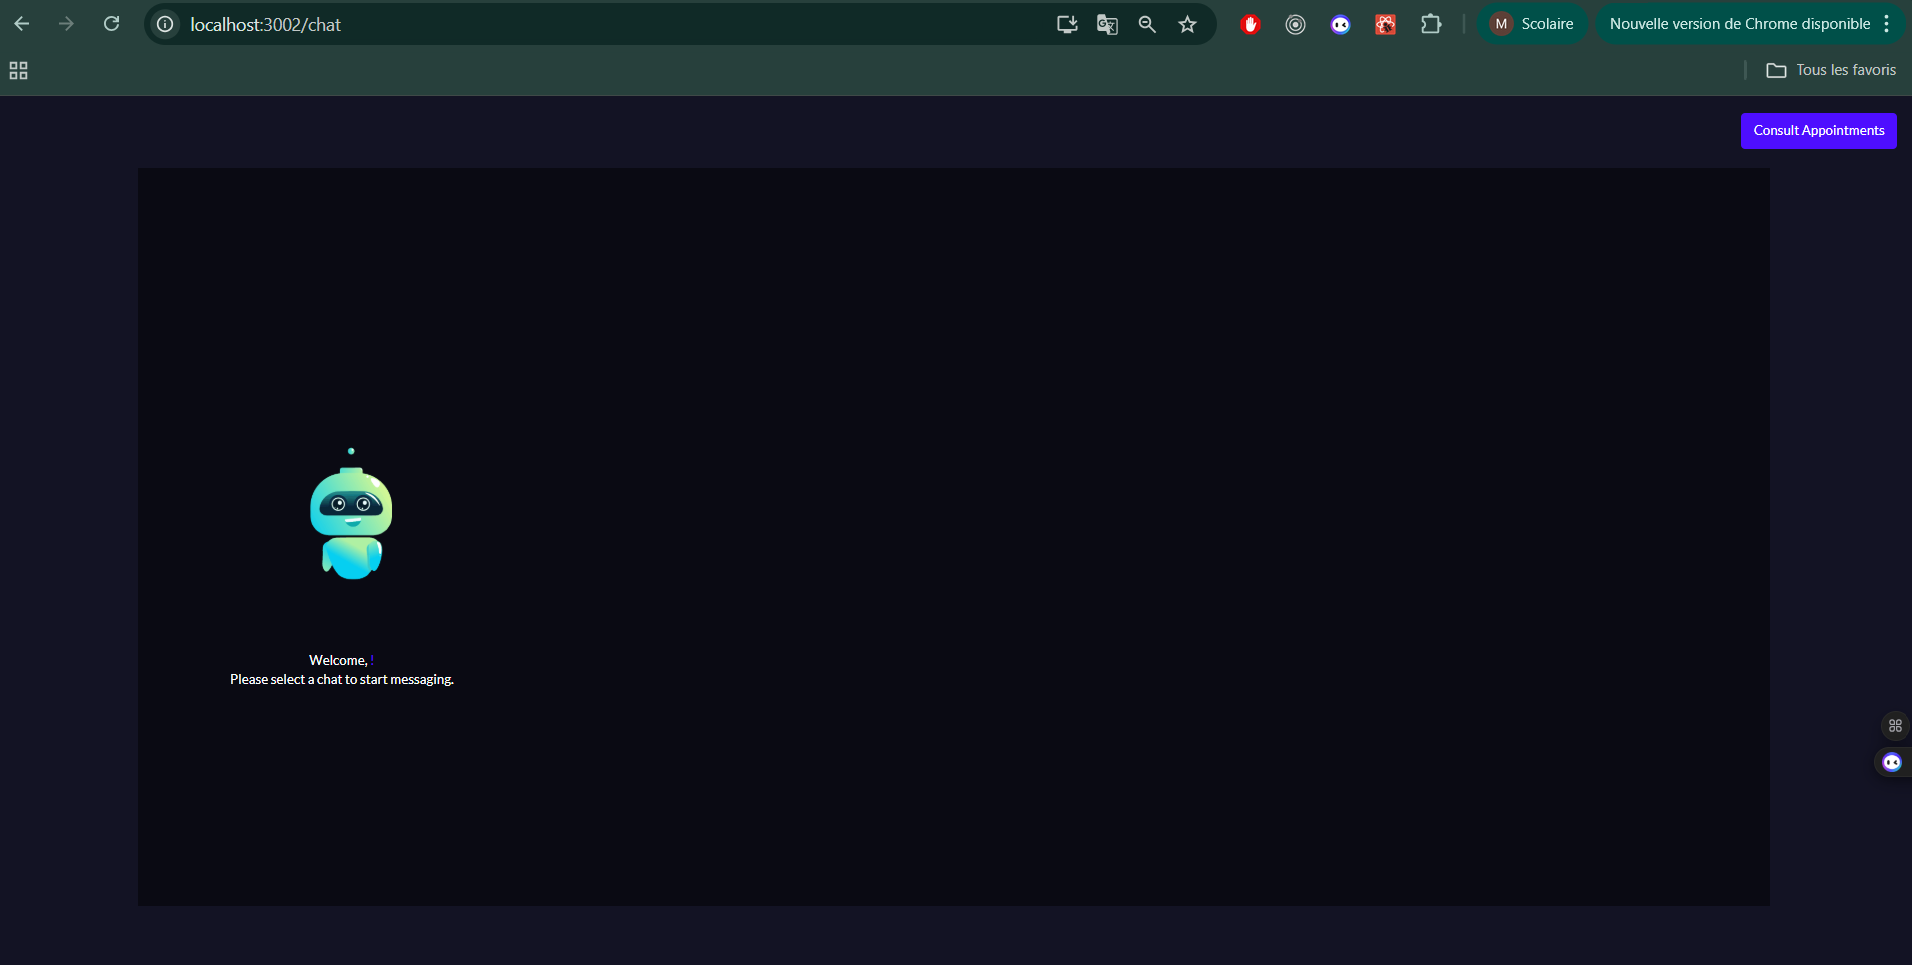 localhost:3002/chat
M Scolaire
Nouvelle version de Chrome disponible
Tous les favoris
Consult Appointments
Welcome, !
Please select a chat to start messaging.